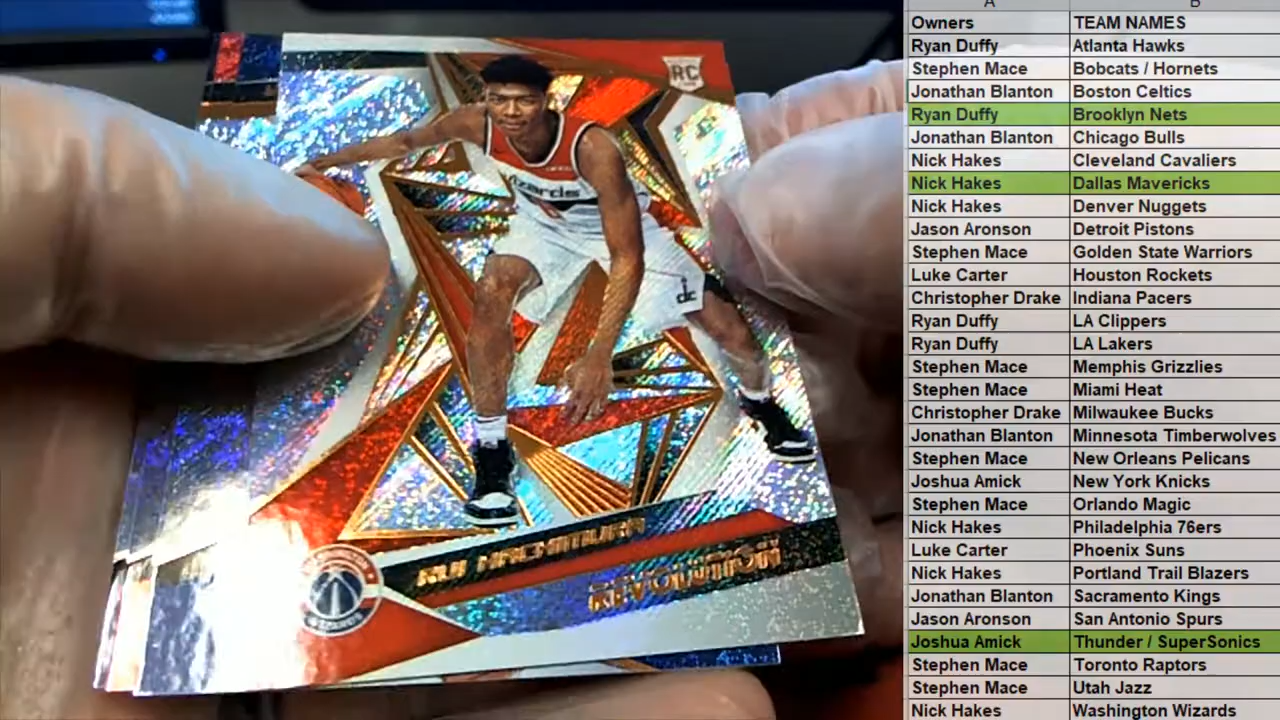 RC
Wizards
dc
RUI HACHIMURA
REVOLUTION
WIZARDS
A B
Owners TEAM NAMES
Ryan Duffy Atlanta Hawks
Stephen Mace Bobcats / Hornets
Jonathan Blanton Boston Celtics
Ryan Duffy Brooklyn Nets
Jonathan Blanton Chicago Bulls
Nick Hakes Cleveland Cavaliers
Nick Hakes Dallas Mavericks
Nick Hakes Denver Nuggets
Jason Aronson Detroit Pistons
Stephen Mace Golden State Warriors
Luke Carter Houston Rockets
Christopher Drake Indiana Pacers
Ryan Duffy LA Clippers
Ryan Duffy LA Lakers
Stephen Mace Memphis Grizzlies
Stephen Mace Miami Heat
Christopher Drake Milwaukee Bucks
Jonathan Blanton Minnesota Timberwolves
Stephen Mace New Orleans Pelicans
Joshua Amick New York Knicks
Stephen Mace Orlando Magic
Nick Hakes Philadelphia 76ers
Luke Carter Phoenix Suns
Nick Hakes Portland Trail Blazers
Jonathan Blanton Sacramento Kings
Jason Aronson San Antonio Spurs
Joshua Amick Thunder / SuperSonics
Stephen Mace Toronto Raptors
Stephen Mace Utah Jazz
Nick Hakes Washington Wizards